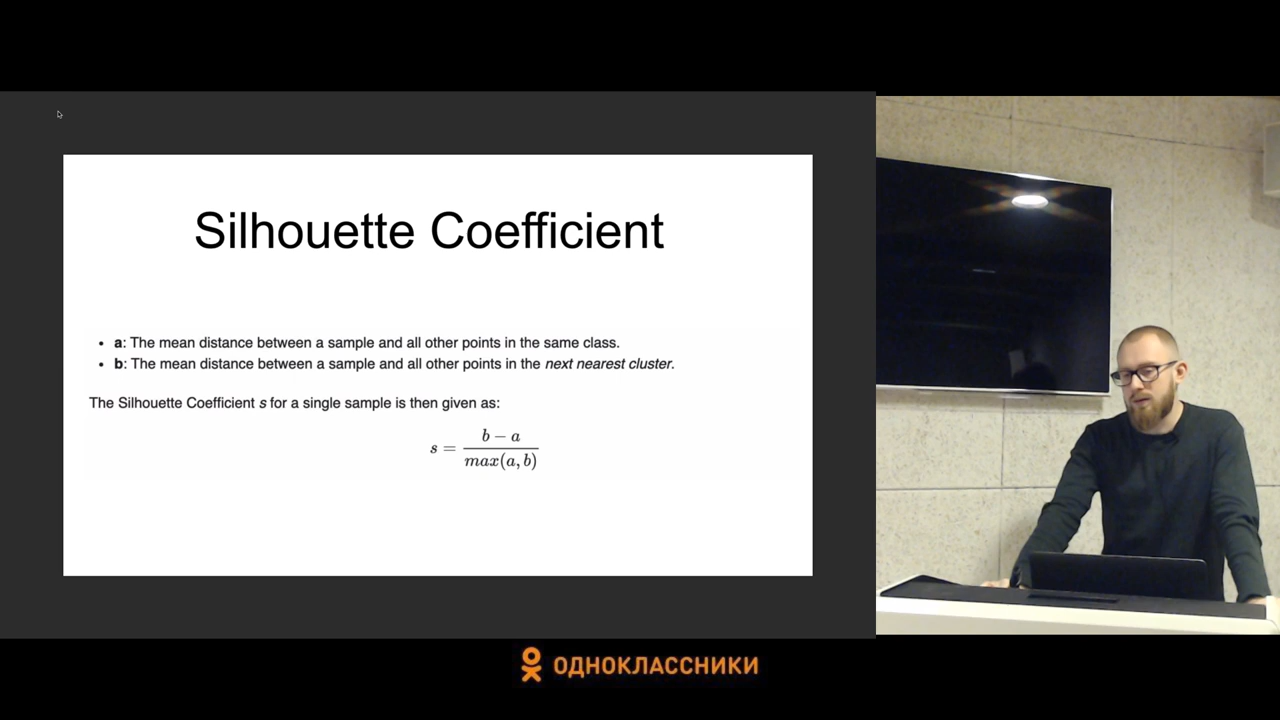 Silhouette Coefficient
• a: The mean distance between a sample and all other points in the same class.
• b: The mean distance between a sample and all other points in the next nearest cluster.
The Silhouette Coefficient s for a single sample is then given as:
s = \frac{b - a}{max(a, b)}
ОДНОКЛАССНИКИ